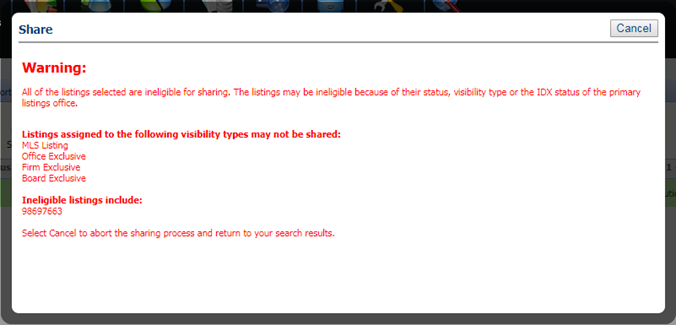 Share
Cancel
Warning:
All of the listings selected are ineligible for sharing. The listings may be ineligible because of their status, visibility type or the IDX status of the primary
listings office.
Listings assigned to the following visibility types may not be shared:
MLS Listing
Office Exclusive
Firm Exclusive
Board Exclusive
Ineligible listings include:
98697663
Select Cancel to abort the sharing process and return to your search results.